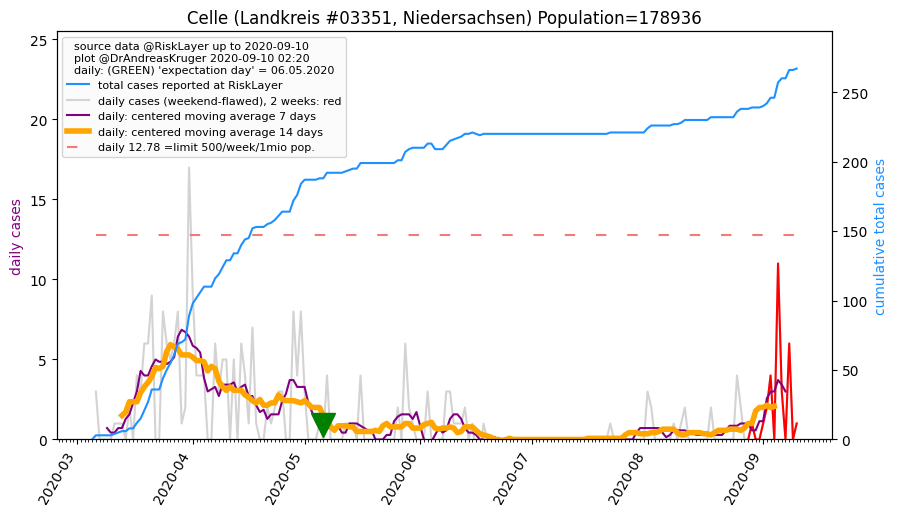 Celle (Landkreis #03351, Niedersachsen) Population=178936
source data @RiskLayer up to 2020-09-10
plot @DrAndreasKruger 2020-09-10 02:20
daily: (GREEN) 'expectation day' = 06.05.2020
total cases reported at RiskLayer
daily cases (weekend-flawed), 2 weeks: red
daily: centered moving average 7 days
daily: centered moving average 14 days
daily 12.78 =limit 500/week/1mio pop.
daily cases
25
20
15
10
5
0
250
200
150
100
50
0
cumulative total cases
2020-03
2020-04
2020-05
2020-06
2020-07
2020-08
2020-09